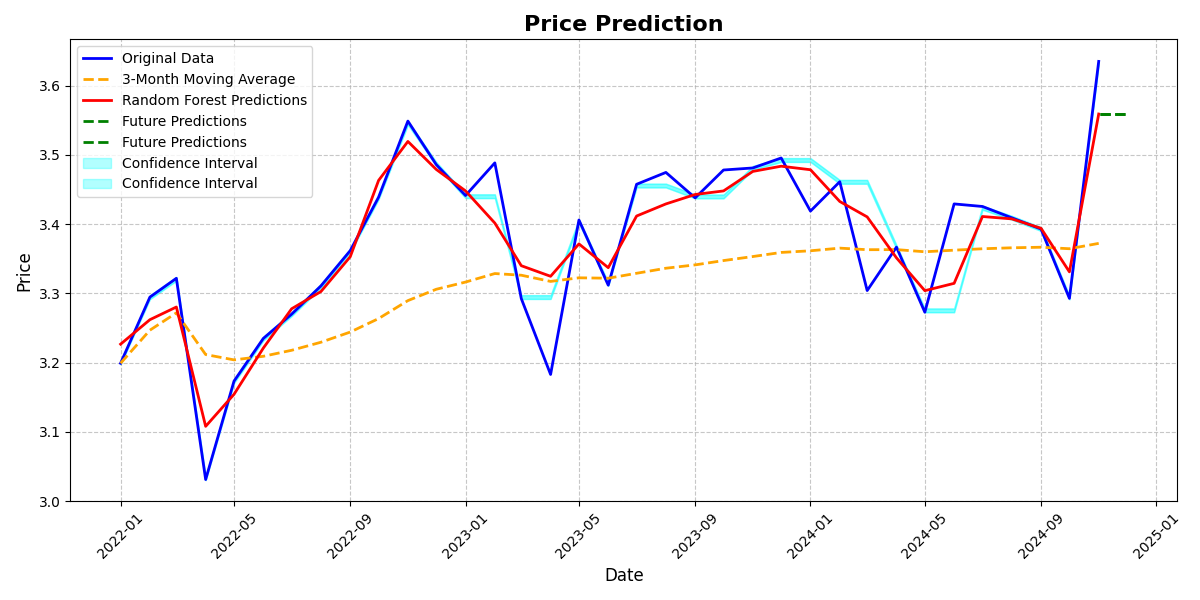 Price Prediction
Original Data
3-Month Moving Average
Random Forest Predictions
Future Predictions
Future Predictions
Confidence Interval
Confidence Interval
Price
3.6
3.5
3.4
3.3
3.2
3.1
3.0
2022-01
2022-05
2022-09
2023-01
2023-05
2023-09
2024-01
2024-05
2024-09
2025-01
Date